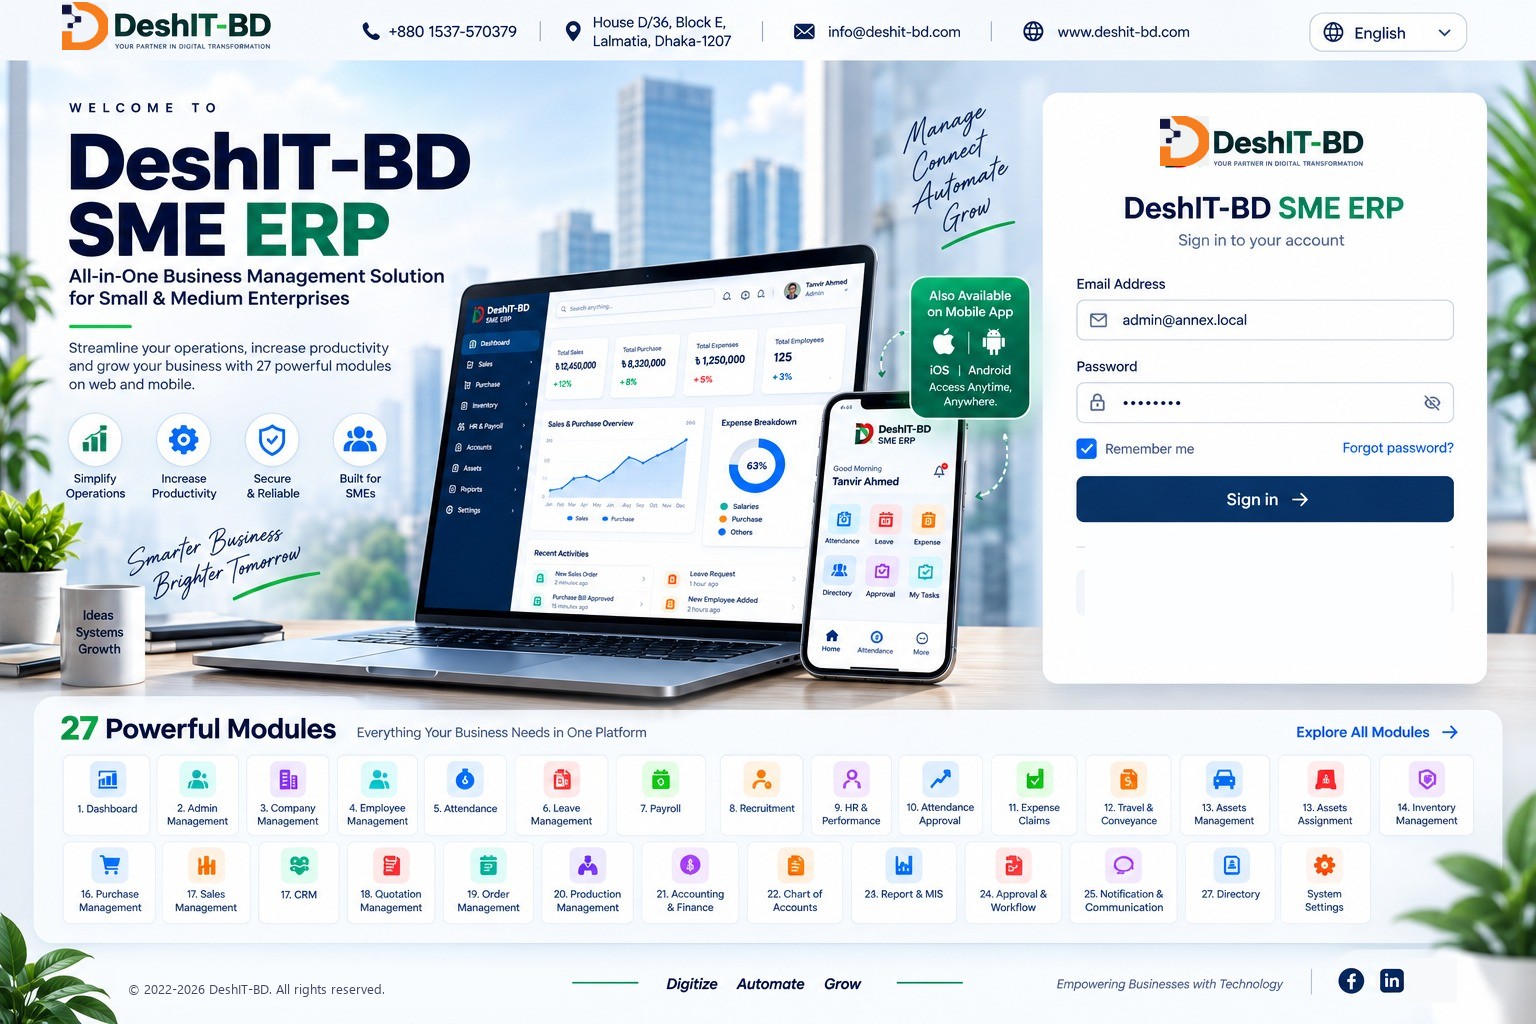 DeshIT-BD
YOUR PARTNER IN DIGITAL TRANSFORMATION
+880 1537-570379
House D/36, Block E,
Lalmatia, Dhaka-1207
info@deshit-bd.com
www.deshit-bd.com
English
WELCOME TO
DeshIT-BD
SME ERP
All-in-One Business Management Solution
for Small & Medium Enterprises
Streamline your operations, increase productivity
and grow your business with 27 powerful modules
on web and mobile.
Simplify
Operations
Increase
Productivity
Secure
& Reliable
Built for
SMEs
Smarter Business
Brighter Tomorrow
Ideas
Systems
Growth
Manage
Connect
Automate
Grow
DeshIT-BD
SME ERP
Search anything...
Tanvir Ahmed
Admin
Dashboard
Sales
Purchase
Inventory
HR & Payroll
Accounts
Assets
Reports
Settings
Total Sales
৳ 12,450,000
+12%
Total Purchase
৳ 8,320,000
+8%
Total Expenses
৳ 1,250,000
+5%
Total Employees
125
+3%
Sales & Purchase Overview
Sales
Purchase
Expense Breakdown
63%
Salaries
Purchase
Others
Recent Activities
New Sales Order
2 minutes ago
Purchase Bill Approved
15 minutes ago
Leave Request
1 hour ago
New Employee Added
2 hours ago
Also Available
on Mobile App
iOS | Android
Access Anytime,
Anywhere.
DeshIT-BD
SME ERP
Good Morning
Tanvir Ahmed
Attendance
Leave
Expense
Directory
Approval
My Tasks
Home
Attendance
More
DeshIT-BD
YOUR PARTNER IN DIGITAL TRANSFORMATION
DeshIT-BD SME ERP
Sign in to your account
Email Address
admin@annex.local
Password
••••••••
Remember me
Forgot password?
Sign in
27 Powerful Modules
Everything Your Business Needs in One Platform
Explore All Modules
1. Dashboard
2. Admin
Management
3. Company
Management
4. Employee
Management
5. Attendance
6. Leave
Management
7. Payroll
8. Recruitment
9. HR &
Performance
10. Attendance
Approval
11. Expense
Claims
12. Travel &
Conveyance
13. Assets
Management
13. Assets
Assignment
14. Inventory
Management
16. Purchase
Management
17. Sales
Management
17. CRM
18. Quotation
Management
19. Order
Management
20. Production
Management
21. Accounting
& Finance
22. Chart of
Accounts
23. Report & MIS
24. Approval &
Workflow
25. Notification &
Communication
27. Directory
System
Settings
© 2022-2026 DeshIT-BD. All rights reserved.
Digitize Automate Grow
Empowering Businesses with Technology